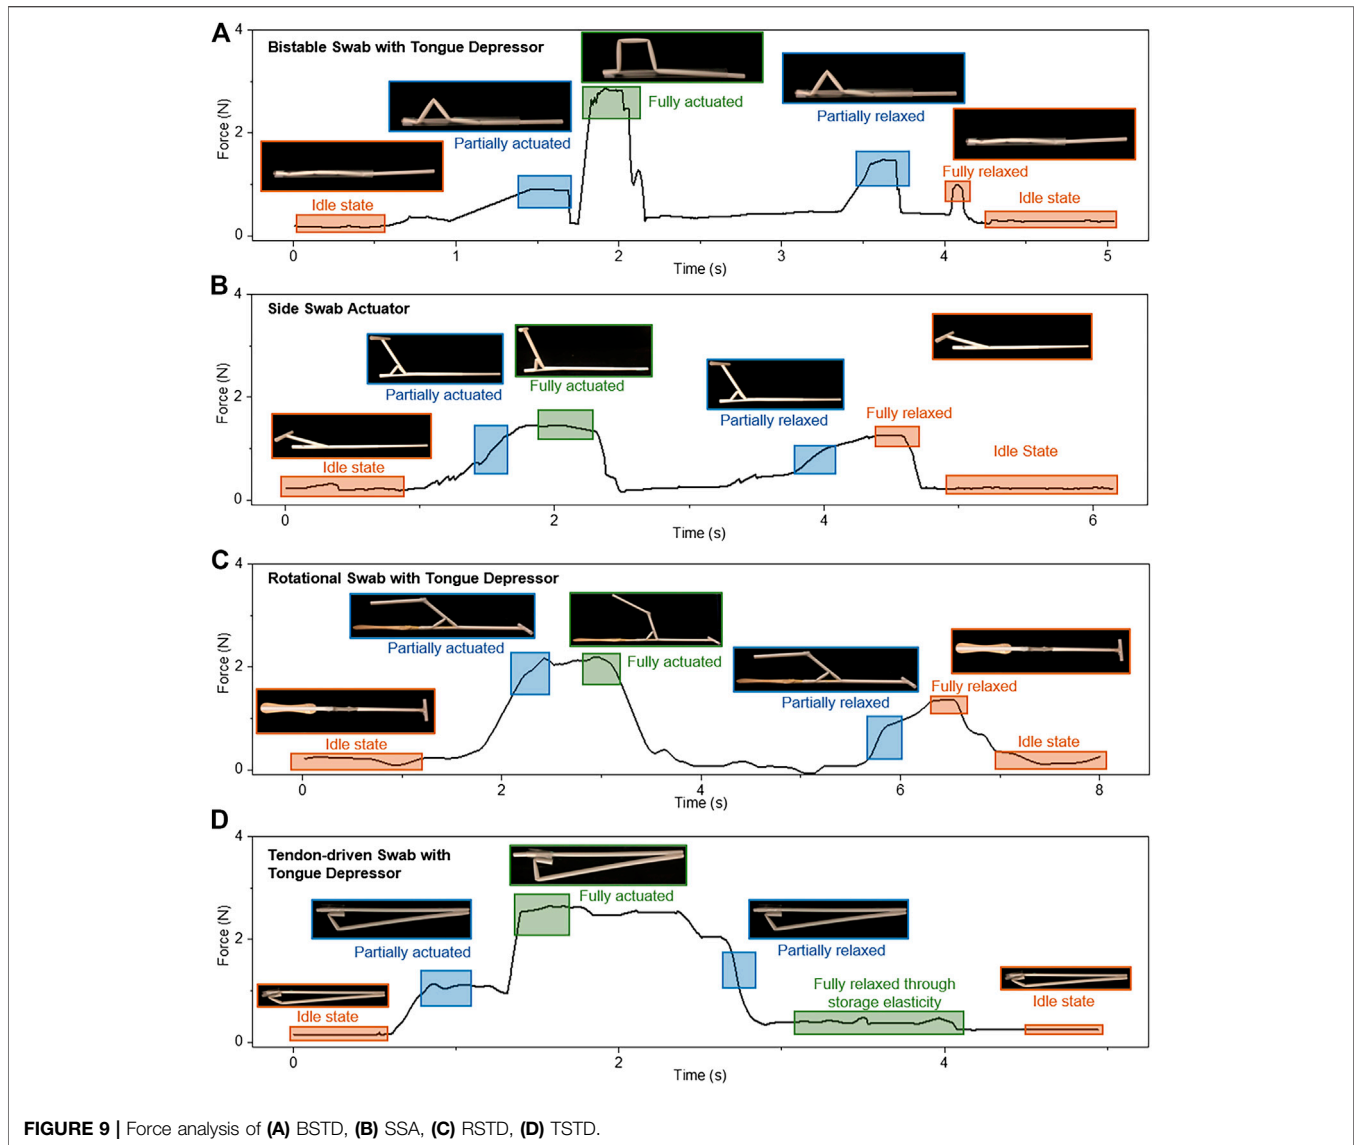 A
Bistable Swab with Tongue Depressor
Force (N)
4
2
0
Idle state
Partially actuated
Fully actuated
Partially relaxed
Fully relaxed
Idle state
0 1 2 3 4 5
Time (s)
B
Side Swab Actuator
Force (N)
4
2
0
Idle state
Partially actuated
Fully actuated
Partially relaxed
Fully relaxed
Idle State
0 2 4 6
Time (s)
C
Rotational Swab with Tongue Depressor
Force (N)
4
2
0
Idle state
Partially actuated
Fully actuated
Partially relaxed
Fully relaxed
Idle state
0 2 4 6 8
Time (s)
D
Tendon-driven Swab with
Tongue Depressor
Force (N)
4
2
0
Idle state
Partially actuated
Fully actuated
Partially relaxed
Fully relaxed through
storage elasticity
Idle state
0 2 4
Time (s)
FIGURE 9 | Force analysis of (A) BSTD, (B) SSA, (C) RSTD, (D) TSTD.